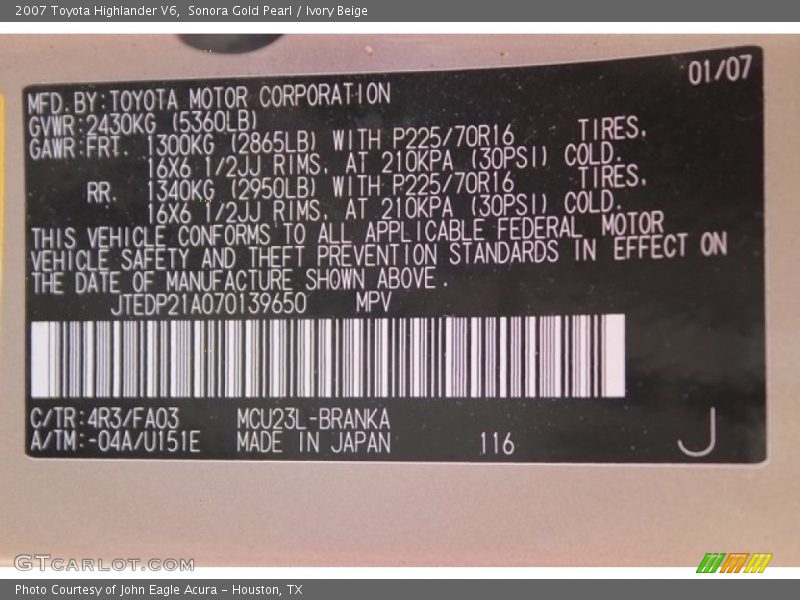 2007 Toyota Highlander V6, Sonora Gold Pearl / Ivory Beige
01/07
MFD. BY: TOYOTA MOTOR CORPORATION
GVWR: 2430KG (5360LB)
GAWR: FRT. 1300KG (2865LB) WITH P225/70R16 TIRES,
16X6 1/2JJ RIMS, AT 210KPA (30PSI) COLD.
RR. 1340KG (2950LB) WITH P225/70R16 TIRES,
16X6 1/2JJ RIMS, AT 210KPA (30PSI) COLD.
THIS VEHICLE CONFORMS TO ALL APPLICABLE FEDERAL MOTOR
VEHICLE SAFETY AND THEFT PREVENTION STANDARDS IN EFFECT ON
THE DATE OF MANUFACTURE SHOWN ABOVE.
JTEDP21A070139650 MPV
C/TR: 4R3/FA03 MCU23L-BRANKA
A/TM: -04A/U151E MADE IN JAPAN 116 J
GTCARLOT.COM
Photo Courtesy of John Eagle Acura - Houston, TX